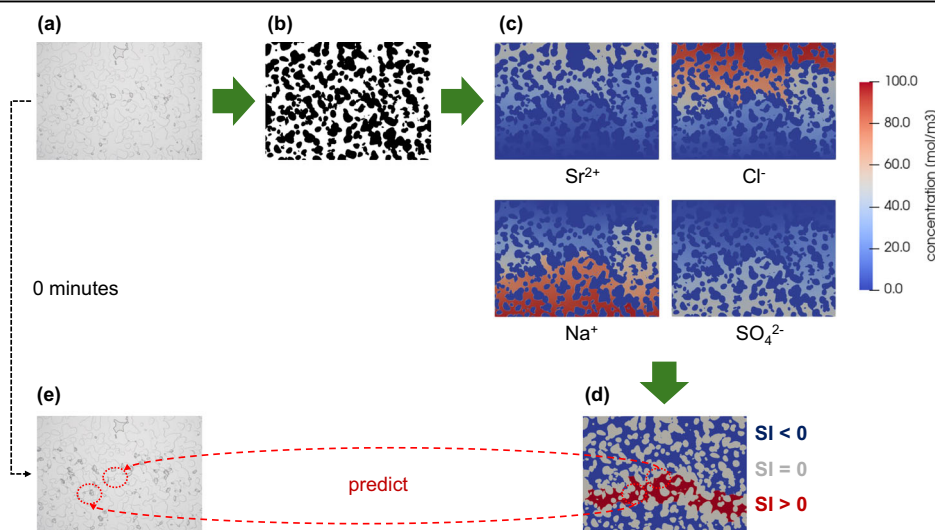 (a)
(b)
(c)
Sr²⁺
Cl⁻
100.0
80.0
60.0
40.0
20.0
0.0
concentration (mol/m3)
0 minutes
Na⁺
SO₄²⁻
(e)
(d)
SI < 0
SI = 0
SI > 0
predict